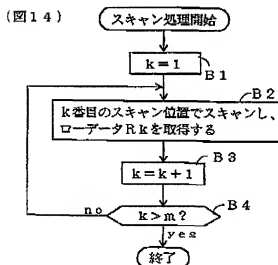 (図14)
スキャン処理開始
k=1
B1
B2
k番目のスキャン位置でスキャンし、
ローデータRkを取得する
B3
k=k+1
B4
no
k>m?
yes
終了